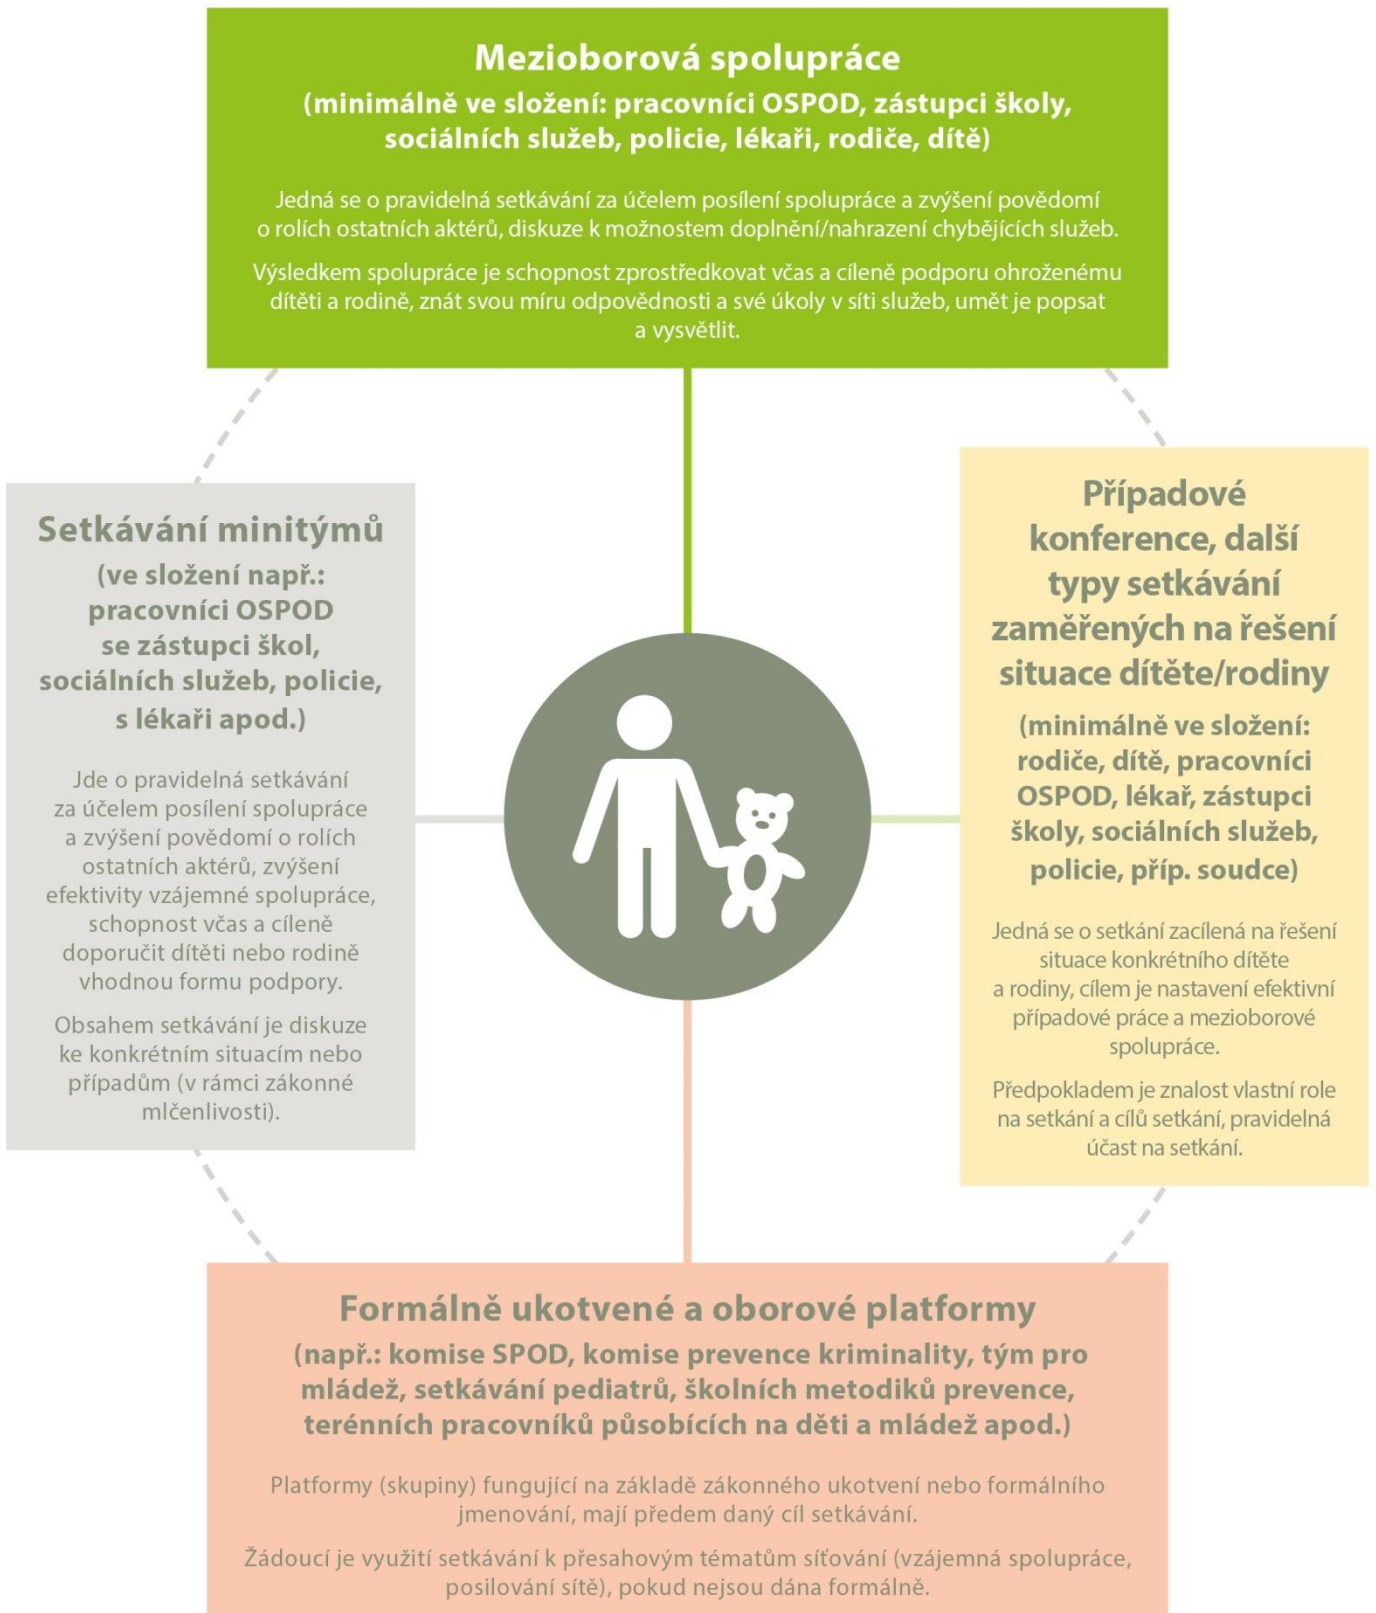 Mezioborová spolupráce
(minimálně ve složení: pracovníci OSPOD, zástupci školy,
sociálních služeb, policie, lékaři, rodiče, dítě)
Jedná se o pravidelná setkávání za účelem posílení spolupráce a zvýšení povědomí
o rolích ostatních aktérů, diskuze k možnostem doplnění/nahrazení chybějících služeb.
Výsledkem spolupráce je schopnost zprostředkovat včas a cíleně podporu ohroženému
dítěti a rodině, znát svou míru odpovědnosti a své úkoly v síti služeb, umět je popsat
a vysvětlit.
Setkávání minitýmů
(ve složení např.:
pracovníci OSPOD
se zástupci škol,
sociálních služeb, policie,
s lékaři apod.)
Jde o pravidelná setkávání
za účelem posílení spolupráce
a zvýšení povědomí o rolích
ostatních aktérů, zvýšení
efektivity vzájemné spolupráce,
schopnost včas a cíleně
doporučit dítěti nebo rodině
vhodnou formu podpory.
Obsahem setkávání je diskuze
ke konkrétním situacím nebo
případům (v rámci zákonné
mlčenlivosti).
Případové
konference, další
typy setkávání
zaměřených na řešení
situace dítěte/rodiny
(minimálně ve složení:
rodiče, dítě, pracovníci
OSPOD, lékař, zástupci
školy, sociálních služeb,
policie, příp. soudce)
Jedná se o setkání zacílená na řešení
situace konkrétního dítěte
a rodiny, cílem je nastavení efektivní
případové práce a mezioborové
spolupráce.
Předpokladem je znalost vlastní role
na setkání a cílů setkání, pravidelná
účast na setkání.
Formálně ukotvené a oborové platformy
(např.: komise SPOD, komise prevence kriminality, tým pro
mládež, setkávání pediatrů, školních metodiků prevence,
terénních pracovníků působících na děti a mládež apod.)
Platformy (skupiny) fungující na základě zákonného ukotvení nebo formálního
jmenování, mají předem daný cíl setkávání.
Žádoucí je využití setkávání k přesahovým tématům síťování (vzájemná spolupráce,
posilování sítě), pokud nejsou dána formálně.